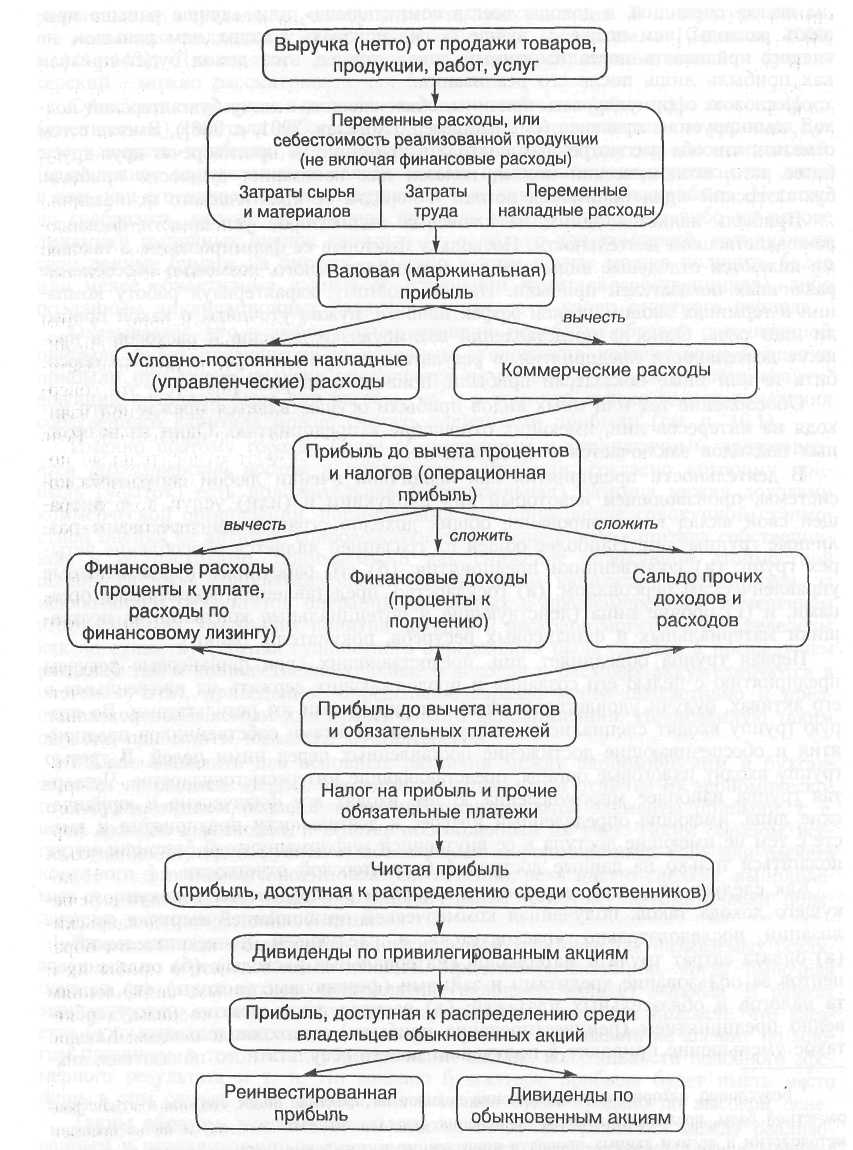 Выручка (нетто) от продажи товаров,
продукции, работ, услуг
Переменные расходы, или
себестоимость реализованной продукции
(не включая финансовые расходы)
Затраты сырья
и материалов
Затраты
труда
Переменные
накладные расходы
Валовая (маржинальная)
прибыль
вычесть
Условно-постоянные накладные
(управленческие) расходы
Коммерческие расходы
Прибыль до вычета процентов
и налогов (операционная
прибыль)
вычесть
сложить
сложить
Финансовые расходы
(проценты к уплате,
расходы по
финансовому лизингу)
Финансовые доходы
(проценты к
получению)
Сальдо прочих
доходов и
расходов
Прибыль до вычета налогов
и обязательных платежей
Налог на прибыль и прочие
обязательные платежи
Чистая прибыль
(прибыль, доступная к распределению среди собственников)
Дивиденды по привилегированным акциям
Прибыль, доступная к распределению среди
владельцев обыкновенных акций
Реинвестированная
прибыль
Дивиденды по
обыкновенным акциям